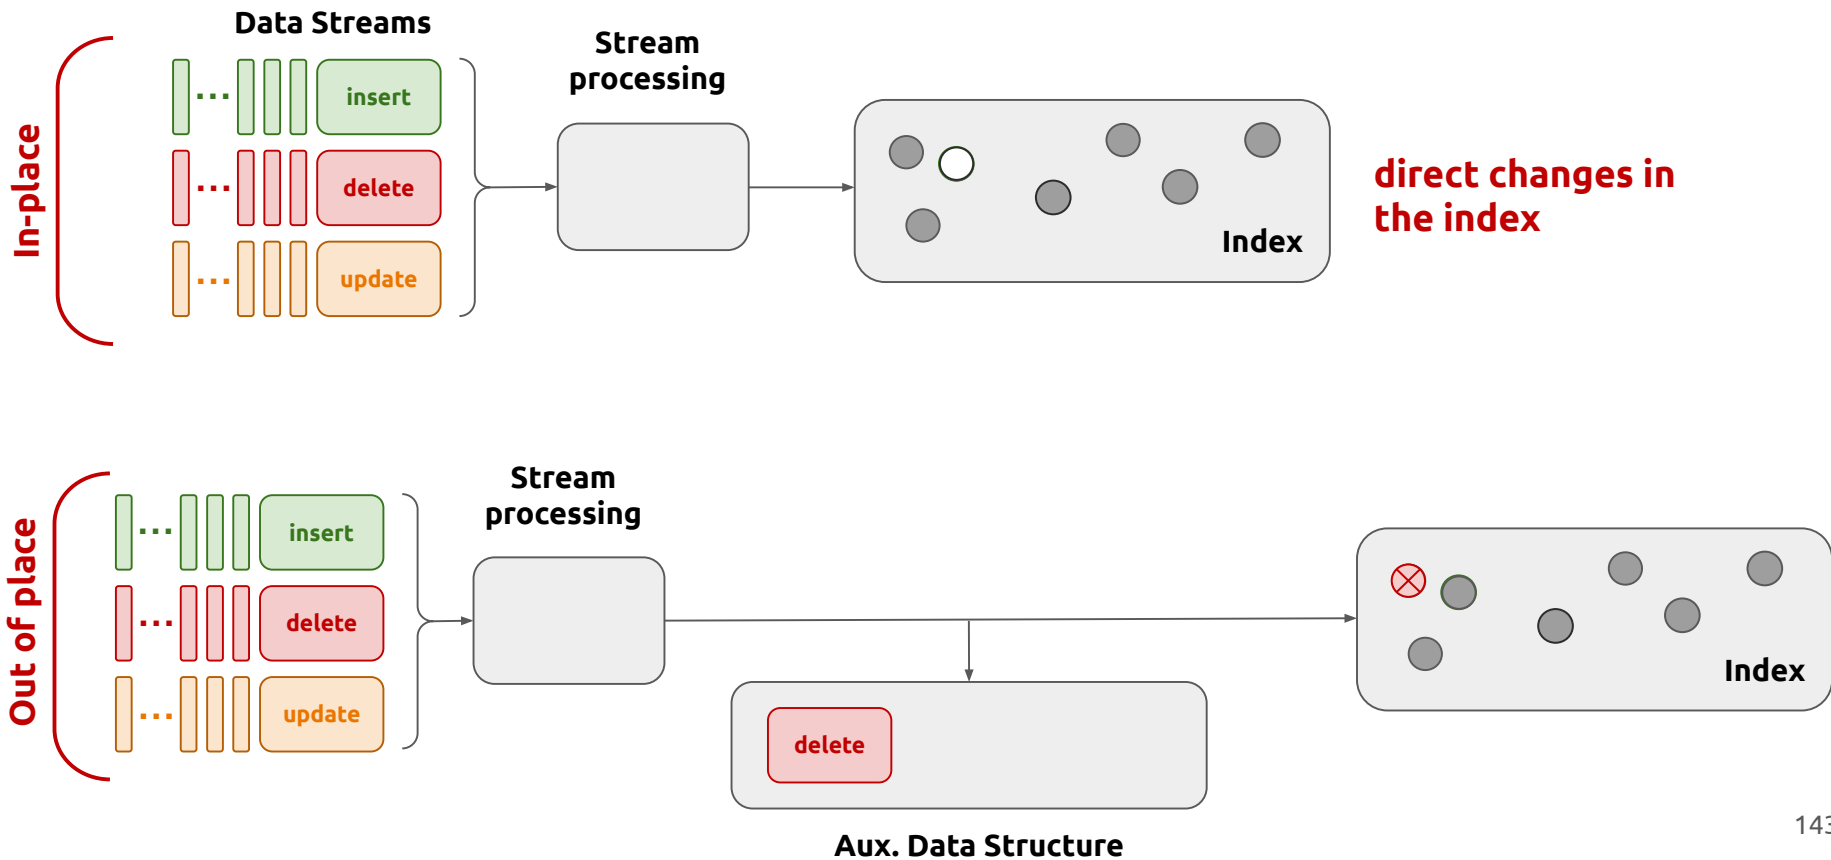 Data Streams
Stream
processing
In-place
... insert
... delete
... update
Index
direct changes in
the index
Stream
processing
Out of place
... insert
... delete
... update
Index
delete
Aux. Data Structure
143